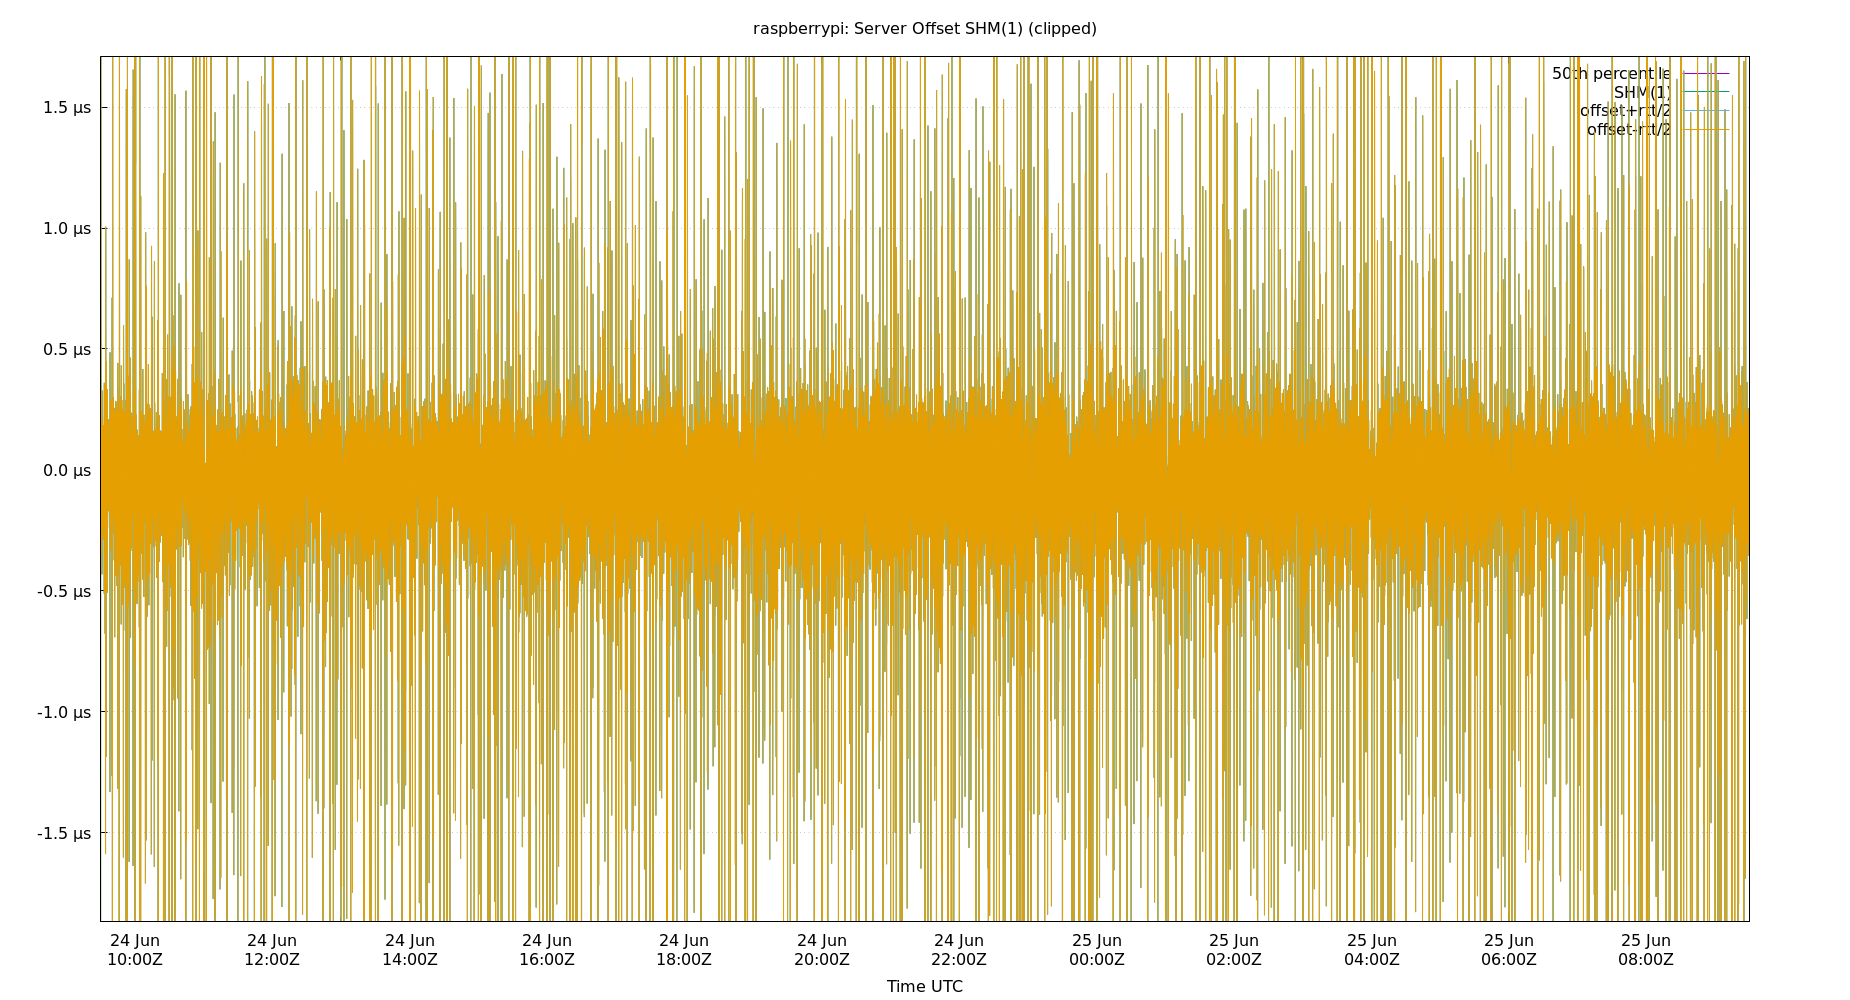 raspberrypi: Server Offset SHM(1) (clipped)
50th percentile
SHM(1)
offset+rtt/2
offset-rtt/2
1.5 µs
1.0 µs
0.5 µs
0.0 µs
-0.5 µs
-1.0 µs
-1.5 µs
24 Jun 24 Jun 24 Jun 24 Jun 24 Jun 24 Jun 24 Jun 25 Jun 25 Jun 25 Jun 25 Jun 25 Jun
10:00Z 12:00Z 14:00Z 16:00Z 18:00Z 20:00Z 22:00Z 00:00Z 02:00Z 04:00Z 06:00Z 08:00Z
Time UTC